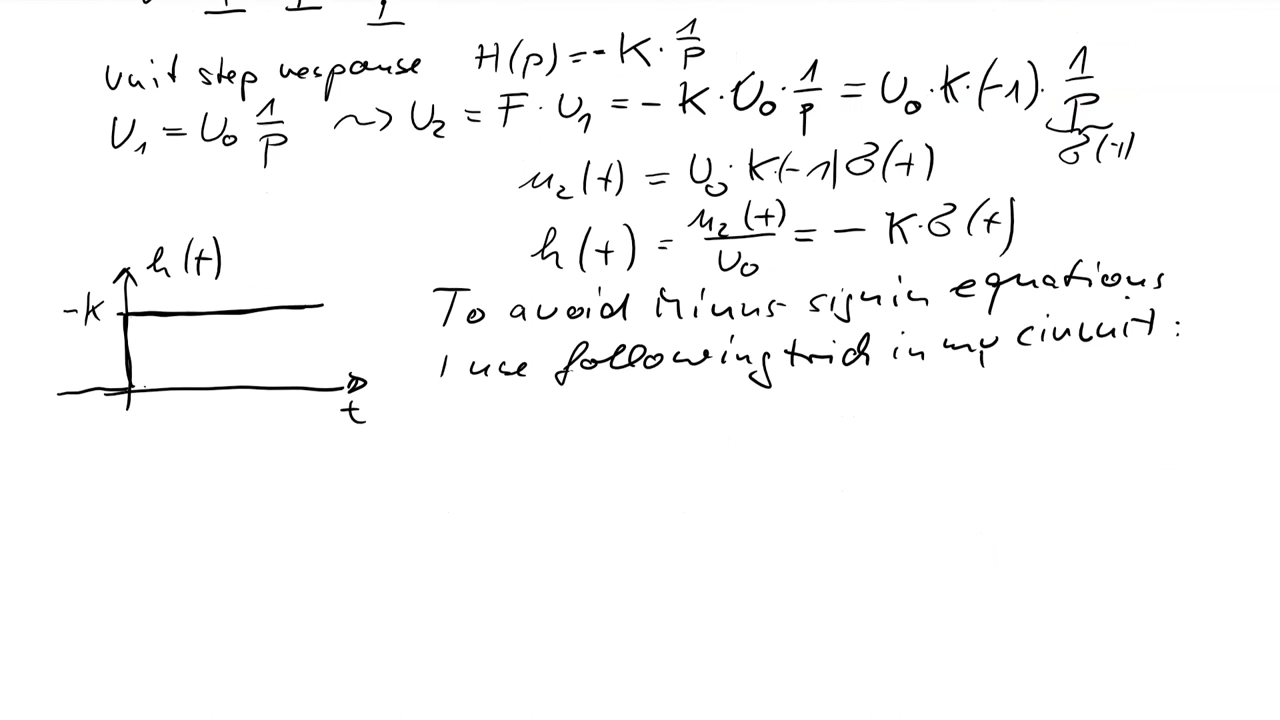 unit step response H(p) = - K · 1/p
U₁ = U₀ 1/p ~> U₂ = F · U₁ = - K · U₀ · 1/p = U₀ · K · (-1) · 1/p
σ(t)
u₂(t) = U₀ · K (-1) σ(t)
h(t) = u₂(t)/U₀ = - K · σ(t)
h(t)
-K
t
To avoid Minus sign in equations
I use following trick in my circuit :